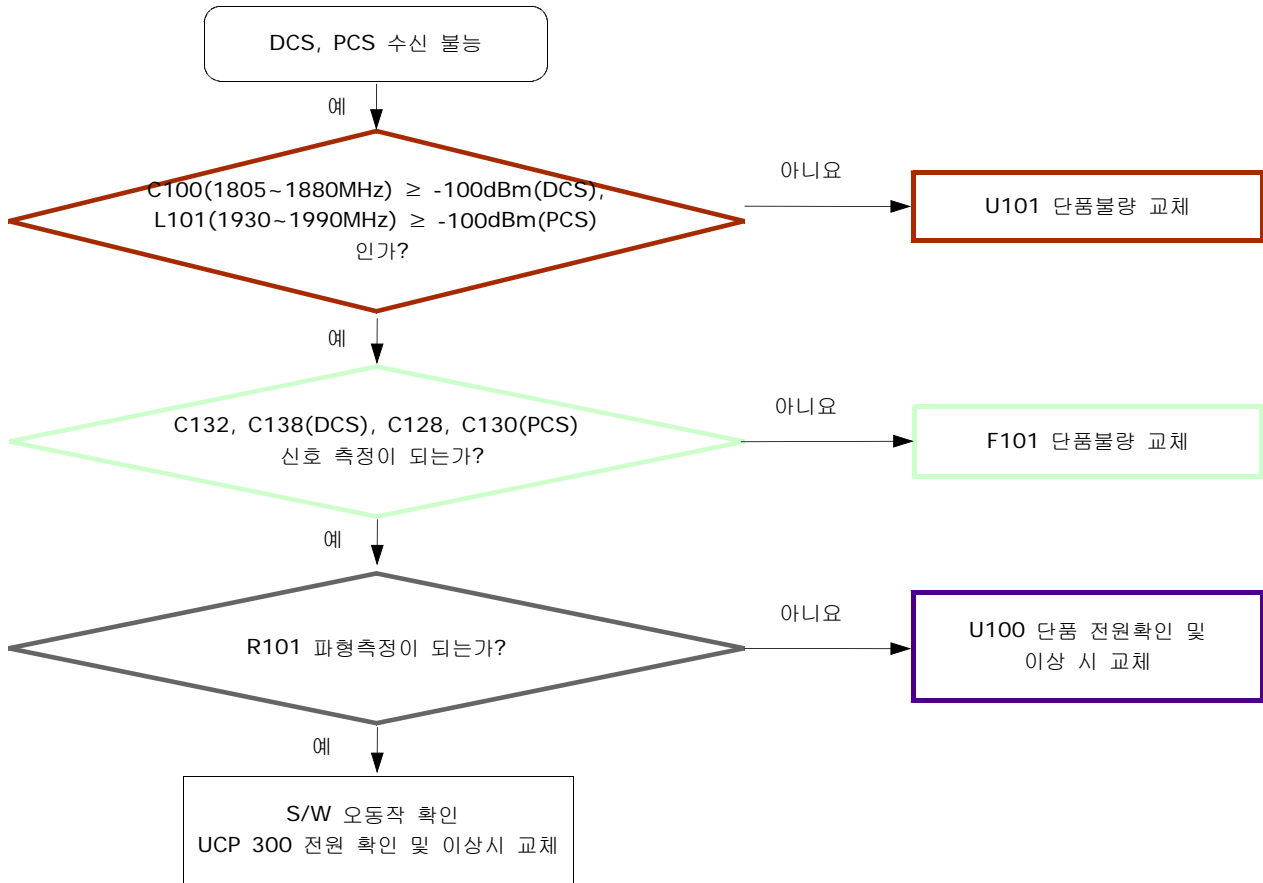 DCS, PCS 수신 불능
예
C100(1805~1880MHz) ≥ -100dBm(DCS),
L101(1930~1990MHz) ≥ -100dBm(PCS)
인가?
아니요
U101 단품불량 교체
예
C132, C138(DCS), C128, C130(PCS)
신호 측정이 되는가?
아니요
F101 단품불량 교체
예
R101 파형측정이 되는가?
아니요
U100 단품 전원확인 및
이상 시 교체
예
S/W 오동작 확인
UCP 300 전원 확인 및 이상시 교체